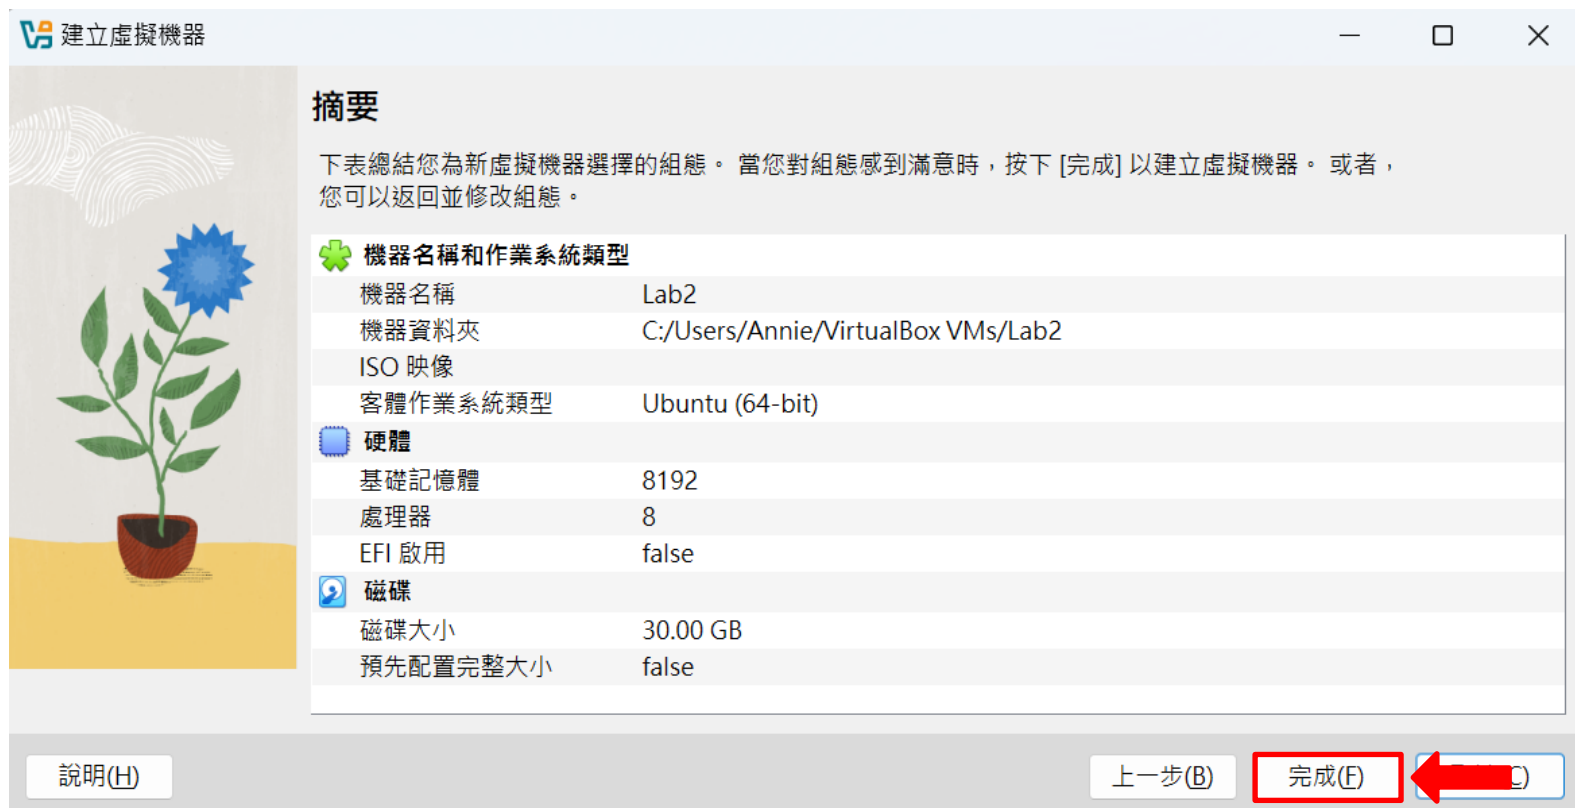 建立虛擬機器
摘要
下表總結您為新虛擬機器選擇的組態。 當您對組態感到滿意時，按下 [完成] 以建立虛擬機器。 或者，
您可以返回並修改組態。
機器名稱和作業系統類型
機器名稱 Lab2
機器資料夾 C:/Users/Annie/VirtualBox VMs/Lab2
ISO 映像
客體作業系統類型 Ubuntu (64-bit)
硬體
基礎記憶體 8192
處理器 8
EFI 啟用 false
磁碟
磁碟大小 30.00 GB
預先配置完整大小 false
說明(H) 上一步(B) 完成(F) C)